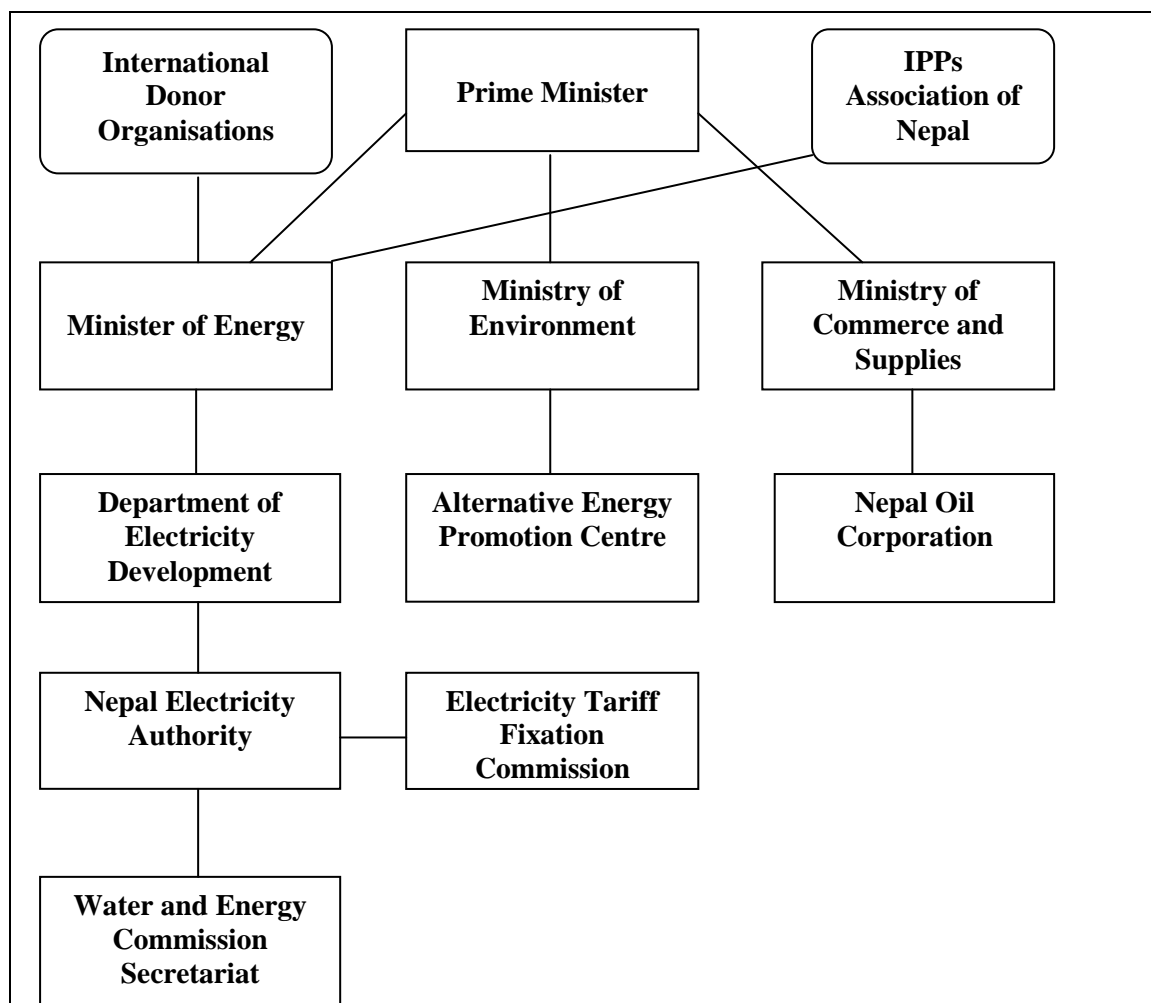 International
Donor
Organisations
Prime Minister
IPPs
Association of
Nepal
Minister of Energy
Ministry of
Environment
Ministry of
Commerce and
Supplies
Department of
Electricity
Development
Alternative Energy
Promotion Centre
Nepal Oil
Corporation
Nepal Electricity
Authority
Electricity Tariff
Fixation
Commission
Water and Energy
Commission
Secretariat